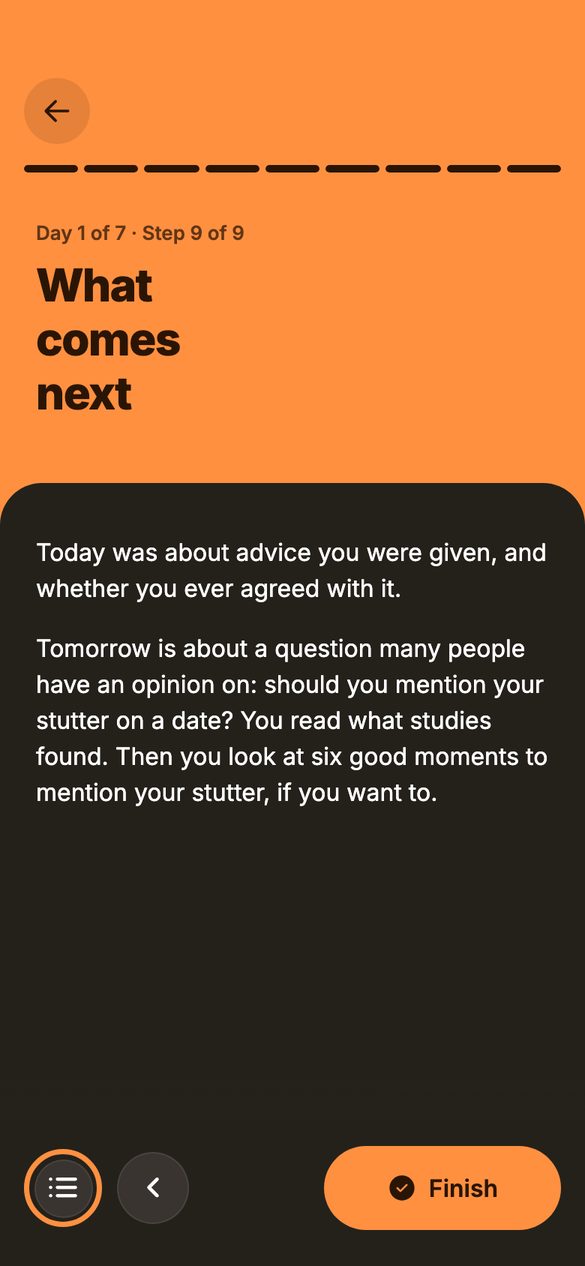 Day 1 of 7 · Step 9 of 9
What
comes
next
Today was about advice you were given, and
whether you ever agreed with it.
Tomorrow is about a question many people
have an opinion on: should you mention your
stutter on a date? You read what studies
found. Then you look at six good moments to
mention your stutter, if you want to.
Finish